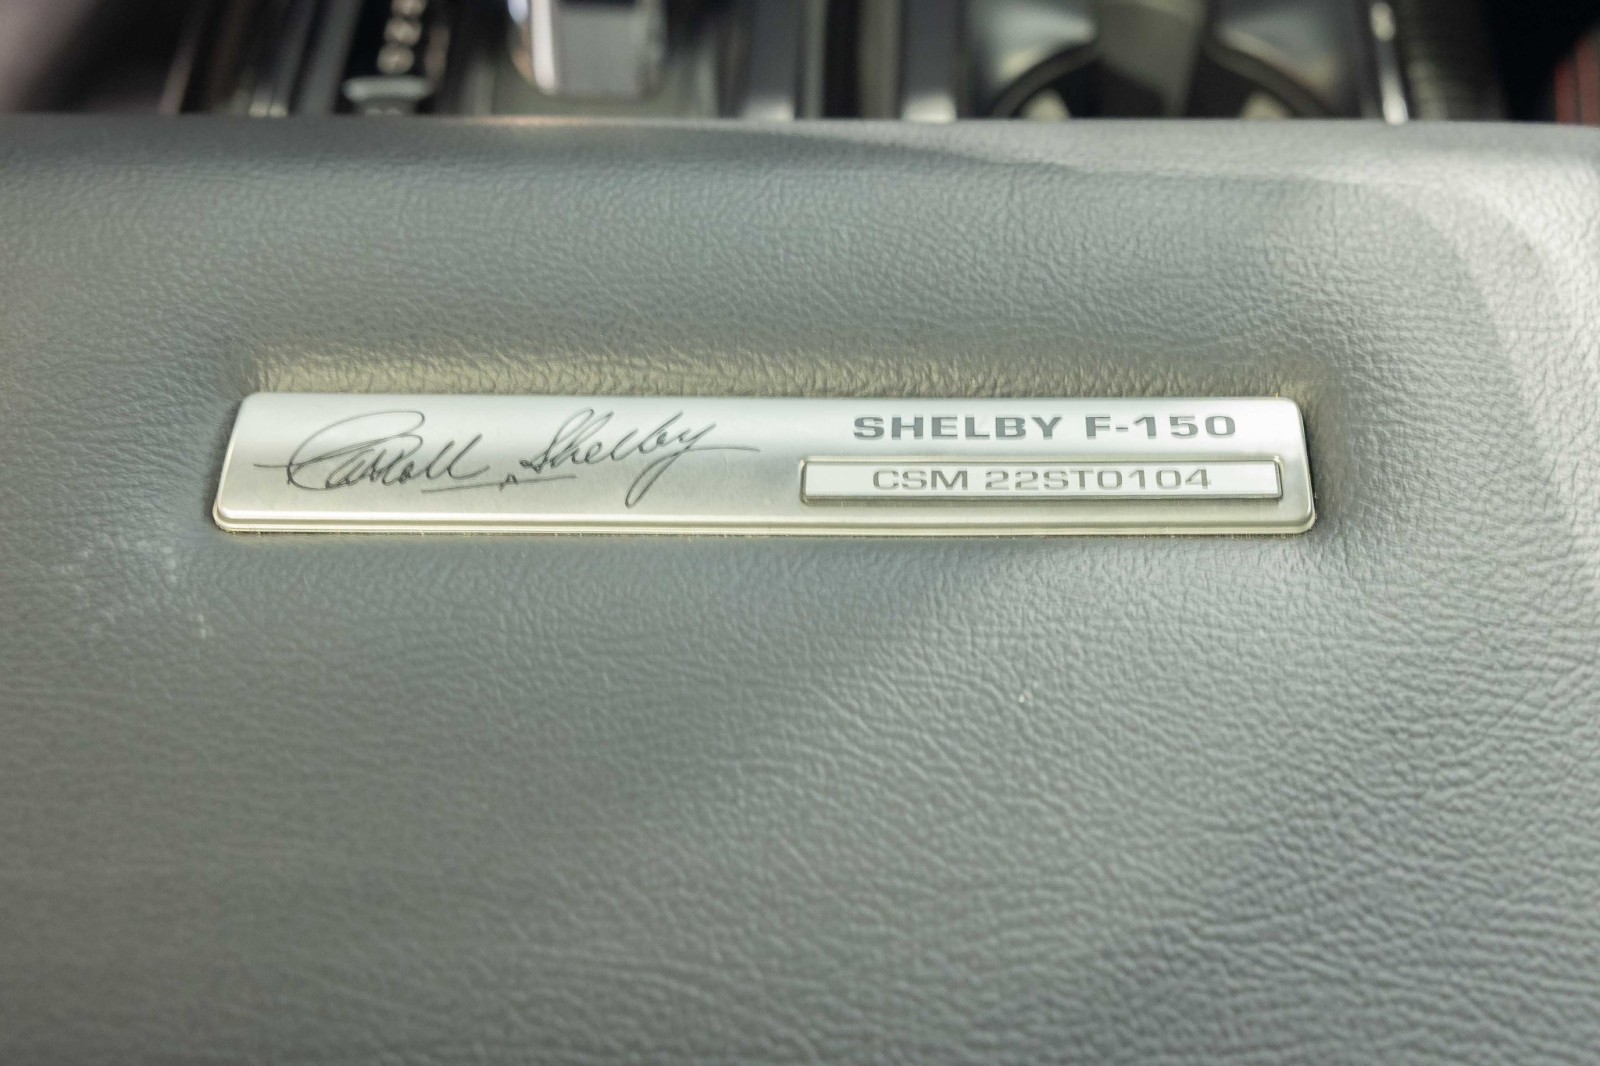 Carroll Shelby
SHELBY F-150
CSM 22ST0104